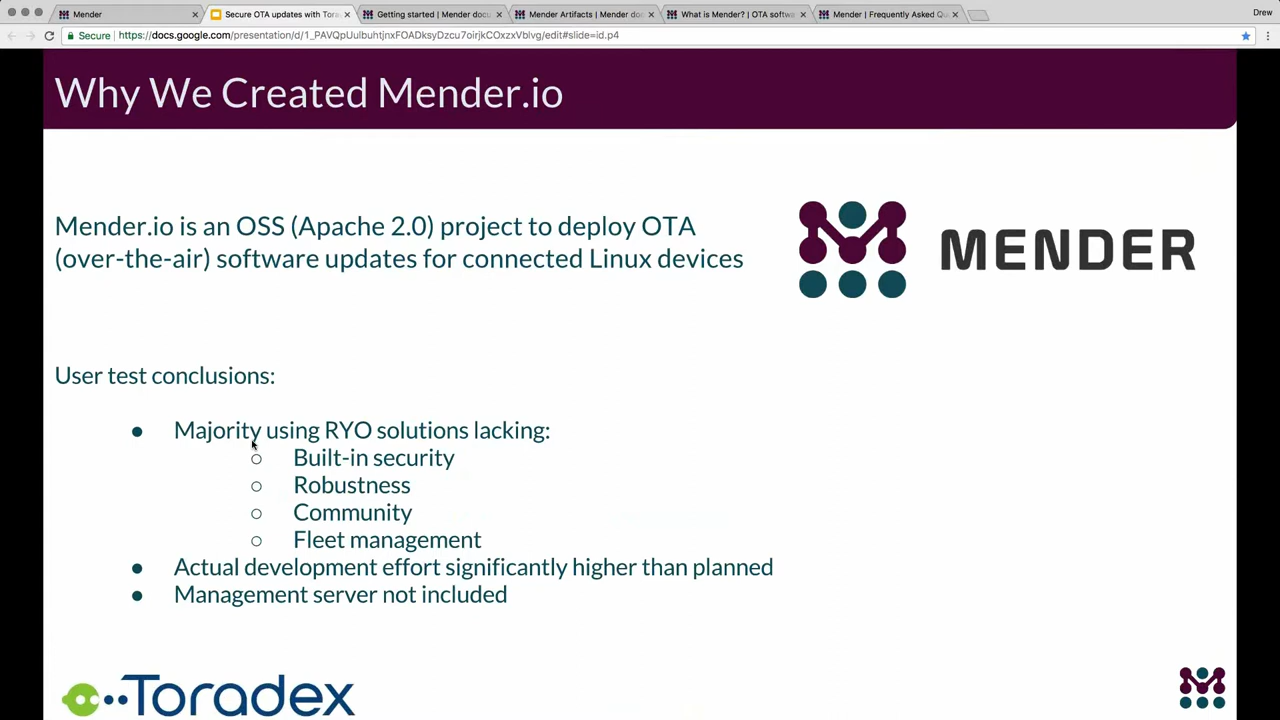 Mender
Secure OTA updates with Tora
Getting started | Mender docu
Mender Artifacts | Mender do
What is Mender? | OTA softwa
Mender | Frequently Asked Qu
Drew
Secure
https://docs.google.com/presentation/d/1_PAVQpUulbuhtjnxFOADksyDzcu7oirjkCOxzxVblvg/edit#slide=id.p4
Why We Created Mender.io
Mender.io is an OSS (Apache 2.0) project to deploy OTA
(over-the-air) software updates for connected Linux devices
MENDER
User test conclusions:
● Majority using RYO solutions lacking:
○ Built-in security
○ Robustness
○ Community
○ Fleet management
● Actual development effort significantly higher than planned
● Management server not included
Toradex